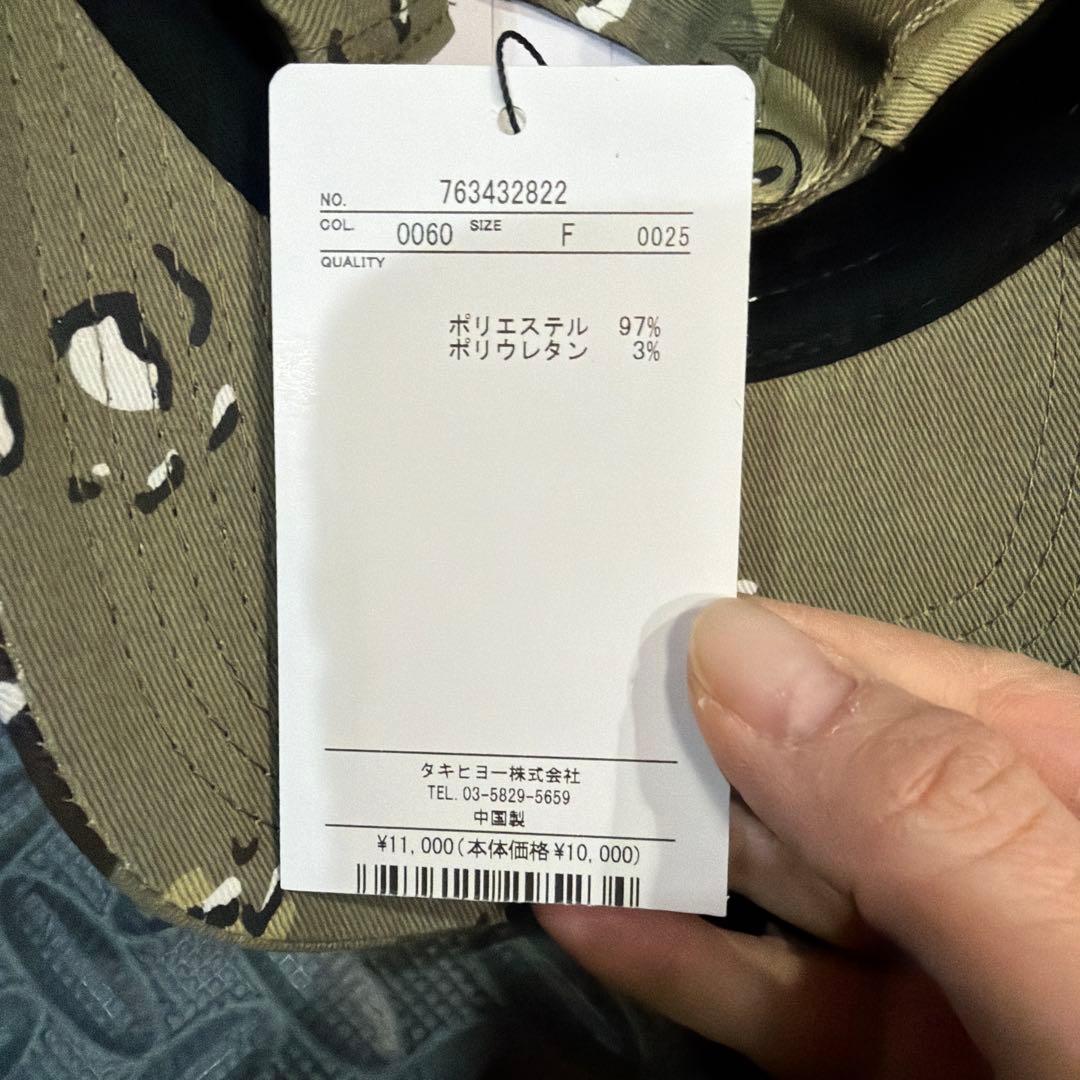 NO. 763432822
COL. 0060 SIZE F 0025
QUALITY
ポリエステル 97%
ポリウレタン 3%
タキヒヨー株式会社
TEL. 03-5829-5659
中国製
¥11,000(本体価格¥10,000)